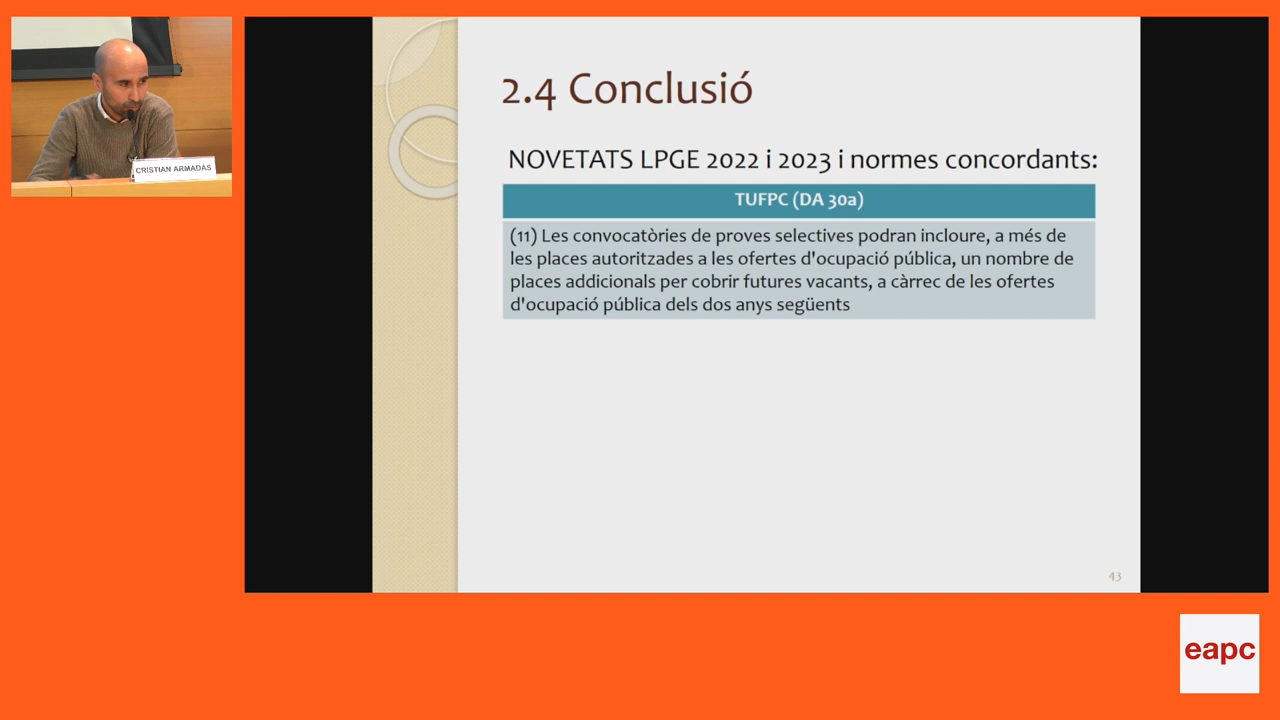 CRISTIAN ARMADÀS
2.4 Conclusió
NOVETATS LPGE 2022 i 2023 i normes concordants:
TUFPC (DA 30a)
(11) Les convocatòries de proves selectives podran incloure, a més de
les places autoritzades a les ofertes d'ocupació pública, un nombre de
places addicionals per cobrir futures vacants, a càrrec de les ofertes
d'ocupació pública dels dos anys següents
43
eapc